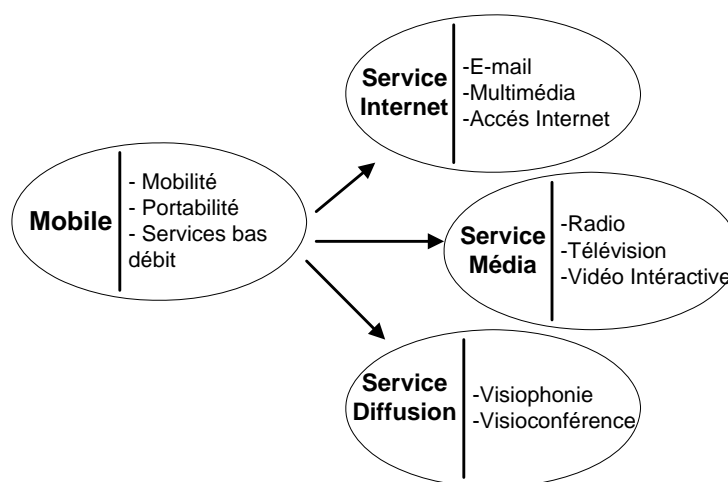 Mobile
- Mobilité
- Portabilité
- Services bas
débit
Service
Internet
-E-mail
-Multimédia
-Accés Internet
Service
Média
-Radio
-Télévision
-Vidéo Intéractive
Service
Diffusion
-Visiophonie
-Visioconférence